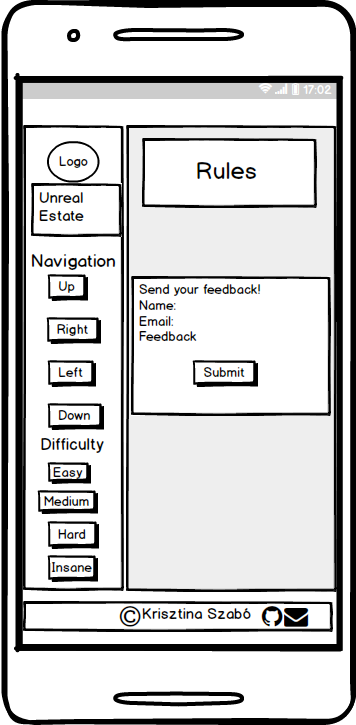 17:02
Logo
Unreal
Estate
Navigation
Up
Right
Left
Down
Difficulty
Easy
Medium
Hard
Insane
Rules
Send your feedback!
Name:
Email:
Feedback
Submit
©Krisztina Szabó